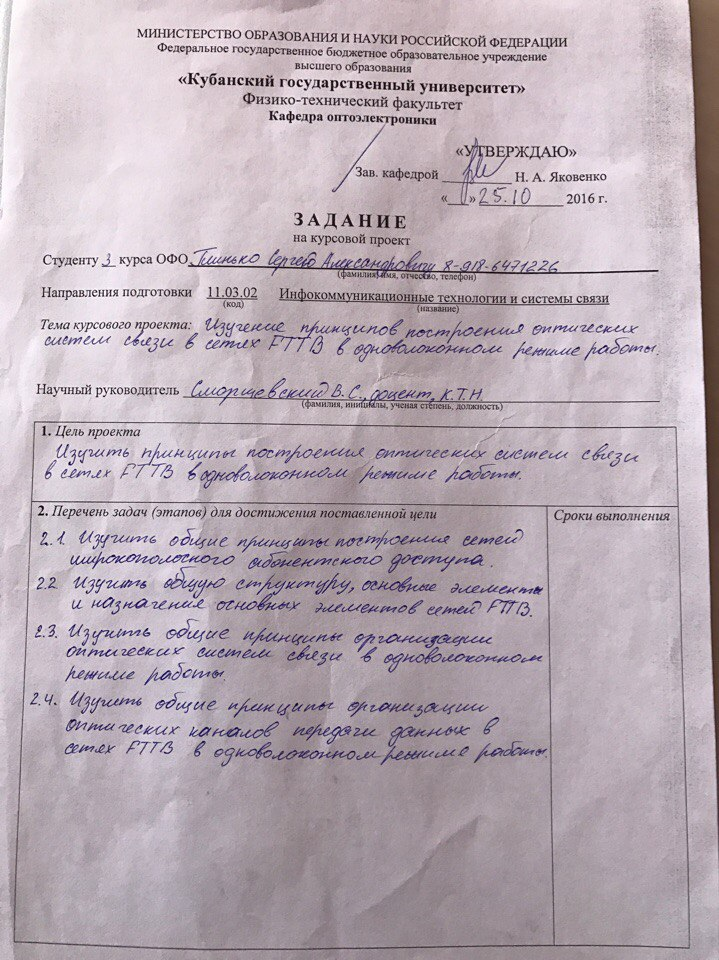 МИНИСТЕРСТВО ОБРАЗОВАНИЯ И НАУКИ РОССИЙСКОЙ ФЕДЕРАЦИИ
Федеральное государственное бюджетное образовательное учреждение
высшего образования
«Кубанский государственный университет»
Физико-технический факультет
Кафедра оптоэлектроники
«УТВЕРЖДАЮ»
Зав. кафедрой Н. А. Яковенко
«__» 25.10 2016 г.
ЗАДАНИЕ
на курсовой проект
Студенту 3 курса ОФО, Сергею Александровичу 8-918-6471226
(фамилия, имя, отчество, телефон)
Направления подготовки 11.03.02 Инфокоммуникационные технологии и системы связи
(код) (название)
Тема курсового проекта: Изучение принципов построения оптических
систем связи в сетях FTTB в одноволоконном режиме работы.
Научный руководитель Сморщевский В.С., доцент, к.т.н.
(фамилия, инициалы, ученая степень, должность)
1. Цель проекта
Изучить принципы построения оптических систем связи
в сетях FTTB в одноволоконном режиме работы.
2. Перечень задач (этапов) для достижения поставленной цели
Сроки выполнения
2.1. Изучить общие принципы построения сетей
широкополосного абонентского доступа.
2.2 Изучить общую структуру, основные элементы
и назначение основных элементов сетей FTTB.
2.3. Изучить общие принципы организации
оптических систем связи в одноволоконном
режиме работы.
2.4. Изучить общие принципы организации
оптических каналов передачи данных в
сетях FTTB в одноволоконном режиме работы.